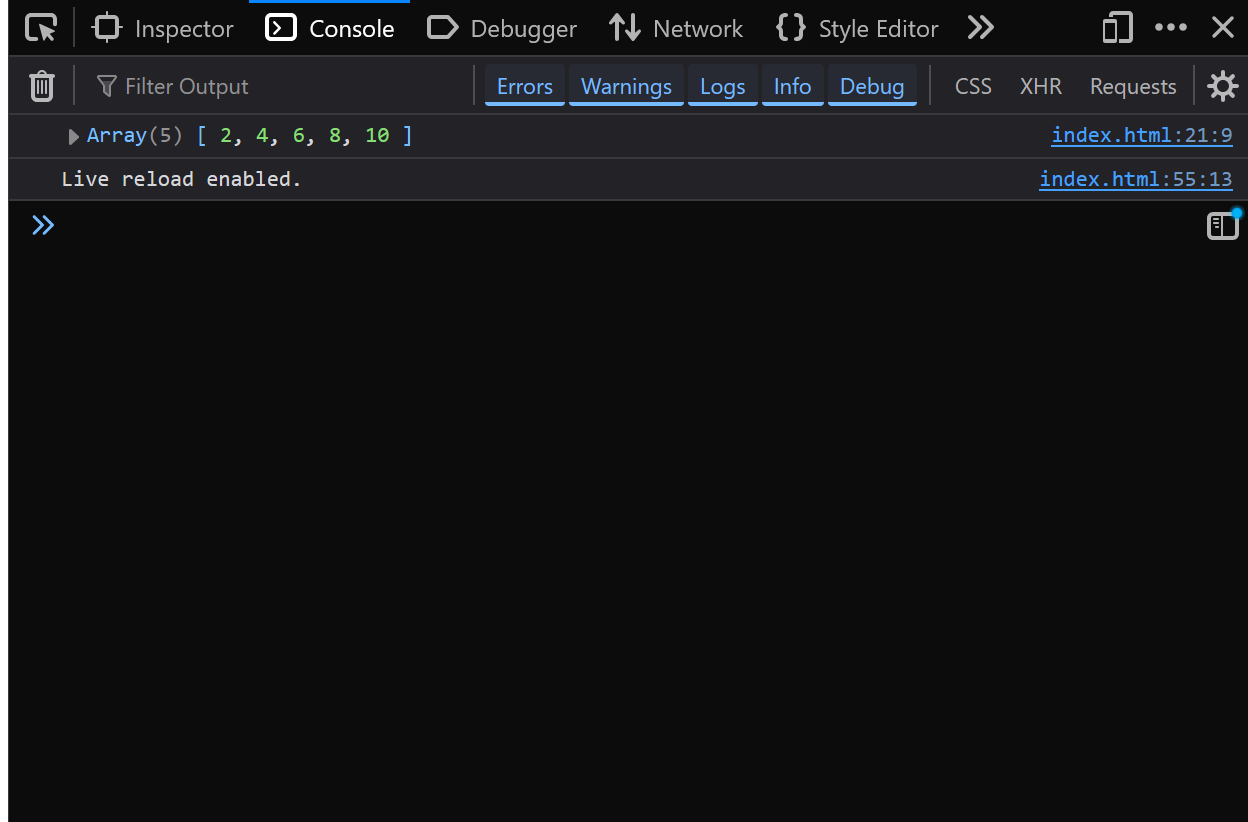 Inspector Console Debugger Network Style Editor
Filter Output Errors Warnings Logs Info Debug CSS XHR Requests
Array(5) [ 2, 4, 6, 8, 10 ] index.html:21:9
Live reload enabled. index.html:55:13